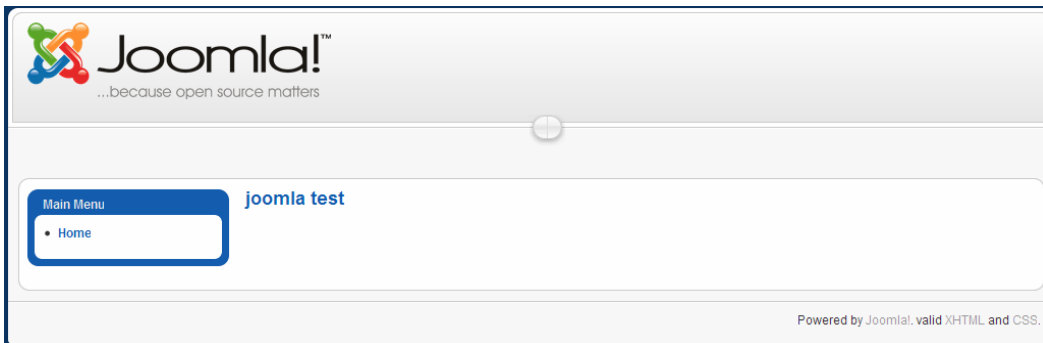 Joomla!™
...because open source matters
Main Menu
joomla test
• Home
Powered by Joomla!. valid XHTML and CSS.